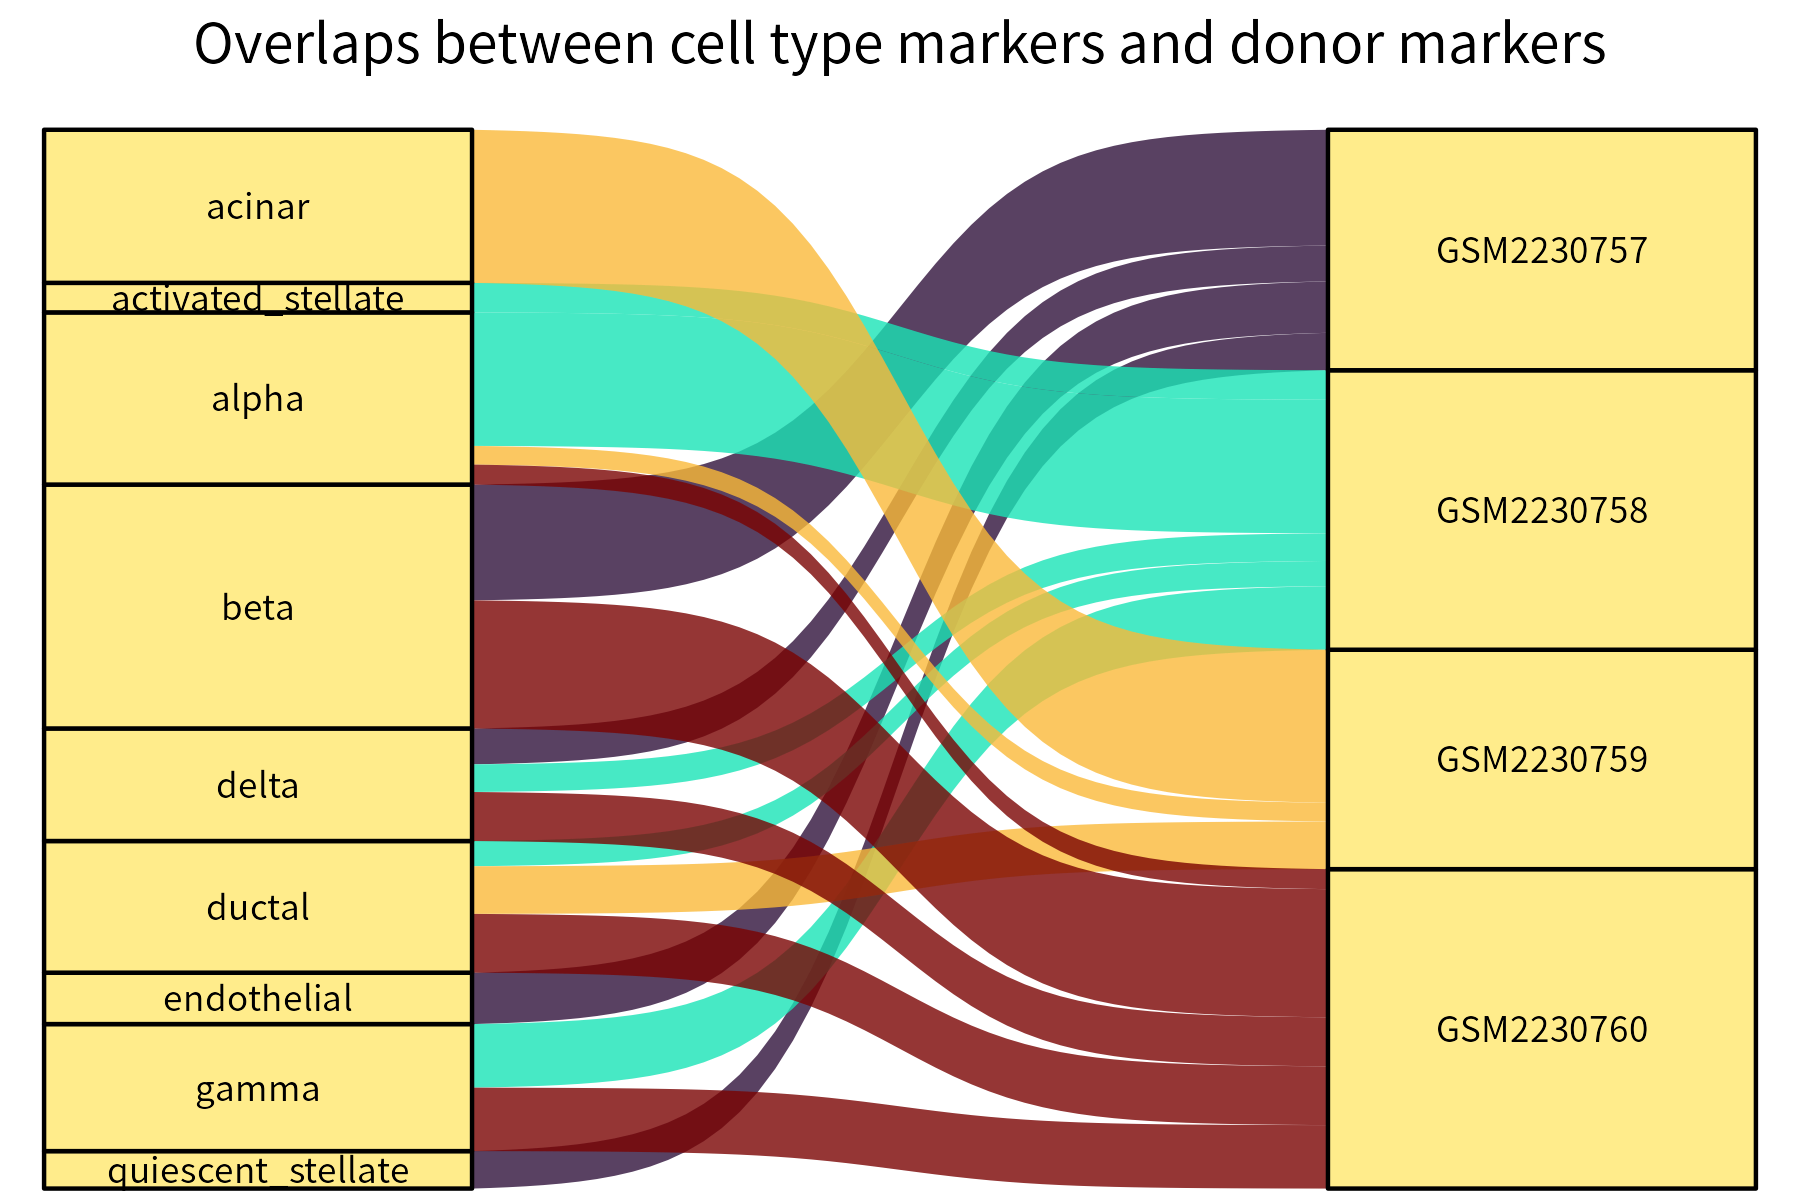 Overlaps between cell type markers and donor markers
acinar
activated_stellate
alpha
beta
delta
ductal
endothelial
gamma
quiescent_stellate
GSM2230757
GSM2230758
GSM2230759
GSM2230760